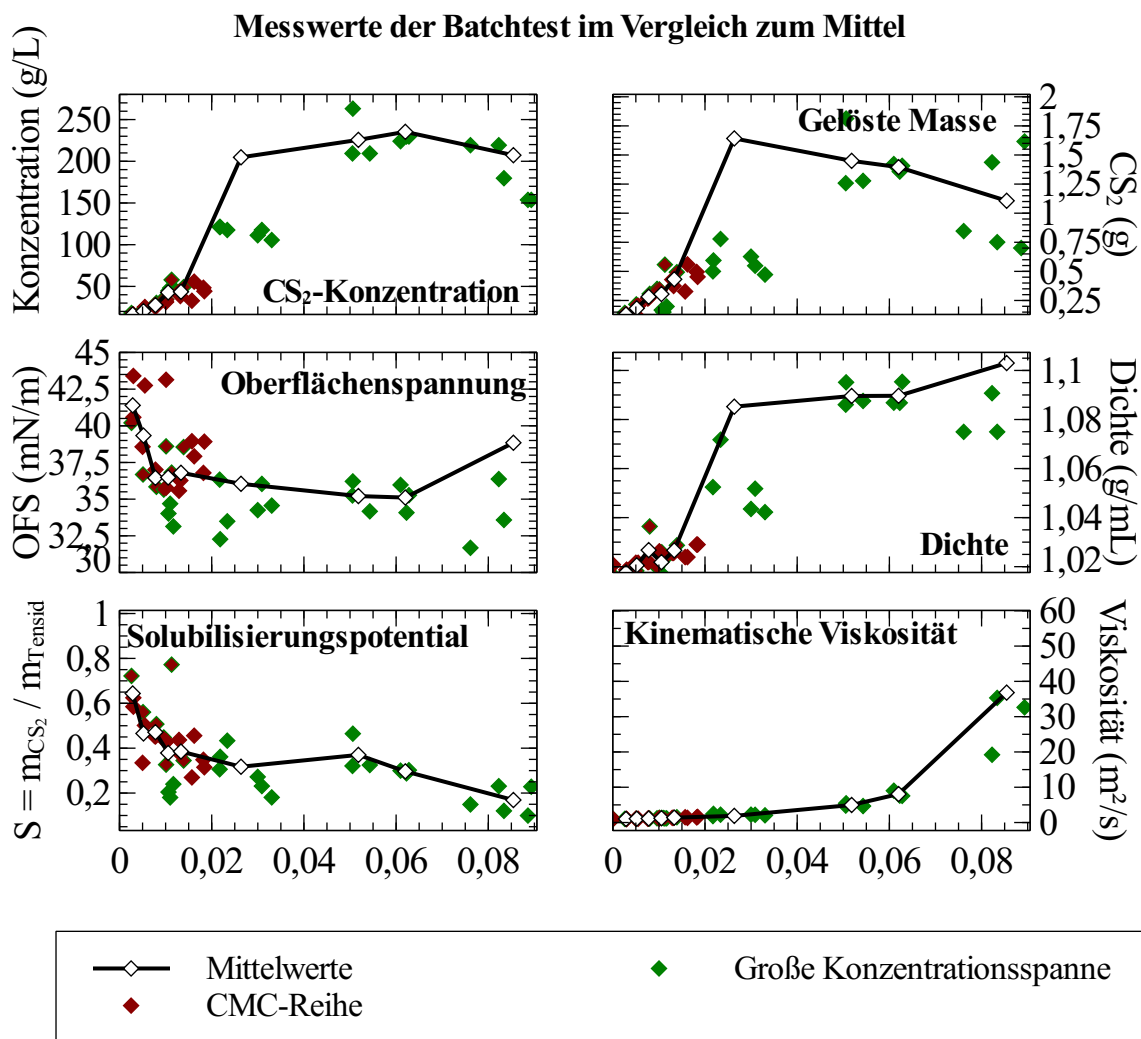 Messwerte der Batchtest im Vergleich zum Mittel
Konzentration (g/L)
250
200
150
100
50
CS₂-Konzentration
Gelöste Masse
2
1,75
1,5
1,25
1
0,75
0,5
0,25
CS₂ (g)
OFS (mN/m)
45
42,5
40
37,5
35
32,5
30
Oberflächenspannung
Dichte
1,1
1,08
1,06
1,04
1,02
Dichte (g/mL)
S = m_CS₂ / m_Tensid
1
0,8
0,6
0,4
0,2
Solubilisierungspotential
0 0,02 0,04 0,06 0,08
Kinematische Viskosität
60
50
40
30
20
10
0
Viskosität (m²/s)
0 0,02 0,04 0,06 0,08
Mittelwerte
CMC-Reihe
Große Konzentrationsspanne